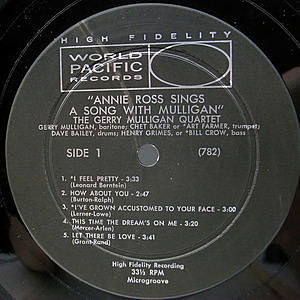 HIGH FIDELITY
WORLD
PACIFIC
RECORDS
"ANNIE ROSS SINGS
A SONG WITH MULLIGAN"
THE GERRY MULLIGAN QUARTET
GERRY MULLIGAN, baritone; CHET BAKER or *ART FARMER, trumpet;
DAVE BAILEY, drums; HENRY GRIMES, or *BILL CROW, bass
SIDE 1 (782)
1. *I FEEL PRETTY - 3:33
(Leonard Bernstein)
2. HOW ABOUT YOU - 2:47
(Burton-Ralph)
3. *I'VE GROWN ACCUSTOMED TO YOUR FACE - 3:00
(Lerner-Lowe)
4. THIS TIME THE DREAM'S ON ME - 3:20
(Mercer-Arlen)
5. LET THERE BE LOVE - 3:41
(Grant-Rand)
High Fidelity Recording
33⅓ RPM
Microgroove